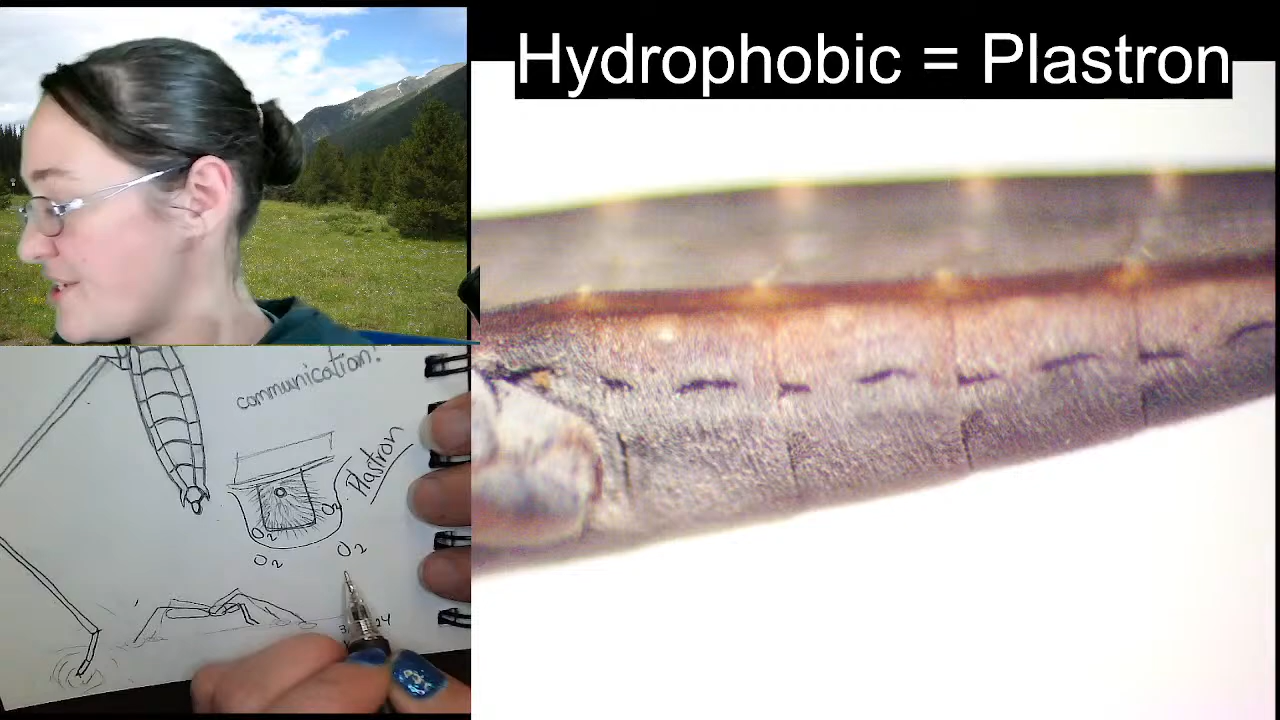 Hydrophobic = Plastron
communication!
Plastron
O2
O2
O2
O2